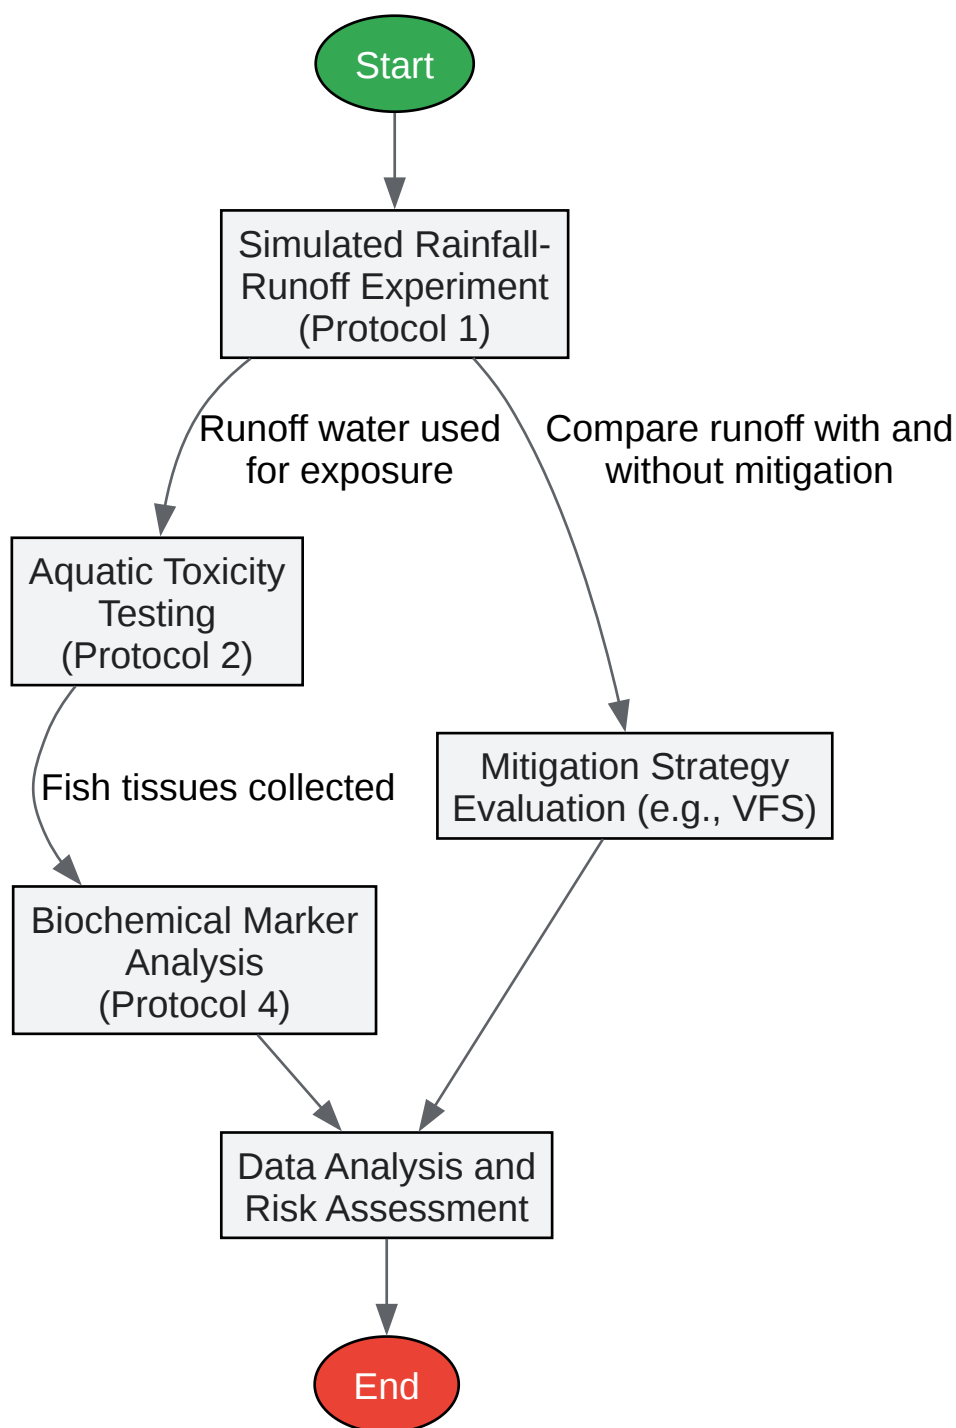 Start
Simulated Rainfall-
Runoff Experiment
(Protocol 1)
Runoff water used
for exposure
Compare runoff with and
without mitigation
Aquatic Toxicity
Testing
(Protocol 2)
Mitigation Strategy
Evaluation (e.g., VFS)
Fish tissues collected
Biochemical Marker
Analysis
(Protocol 4)
Data Analysis and
Risk Assessment
End